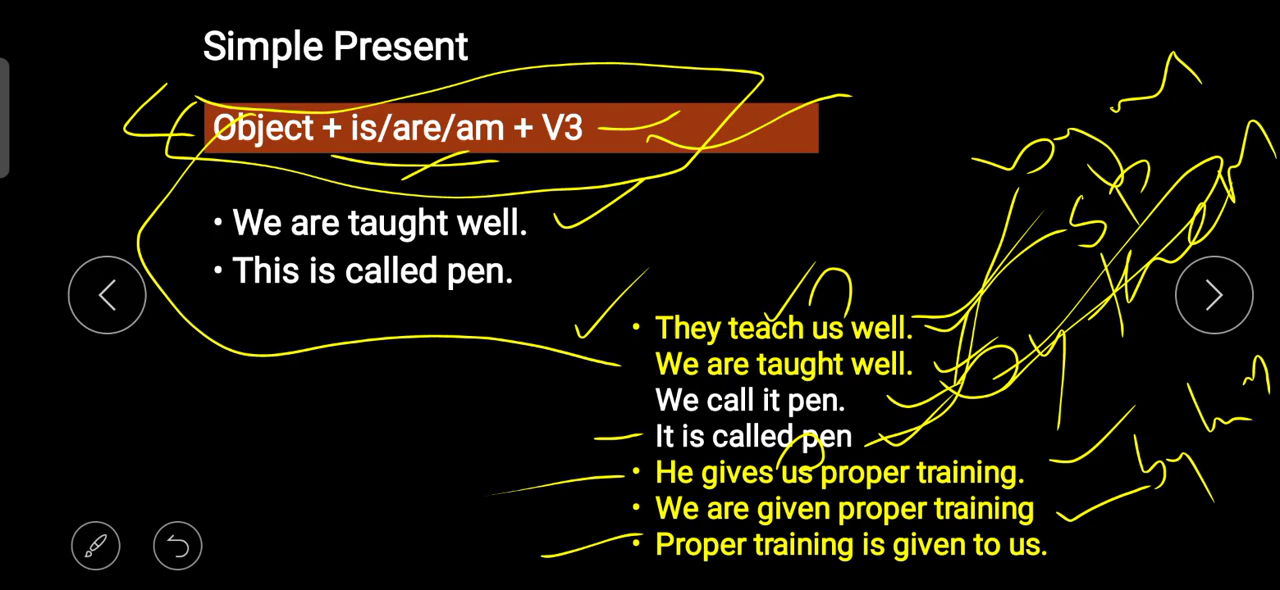 Simple Present
Object + is/are/am + V3
• We are taught well.
• This is called pen.
• They teach us well.
We are taught well.
We call it pen.
It is called pen
• He gives us proper training.
• We are given proper training
• Proper training is given to us.
by